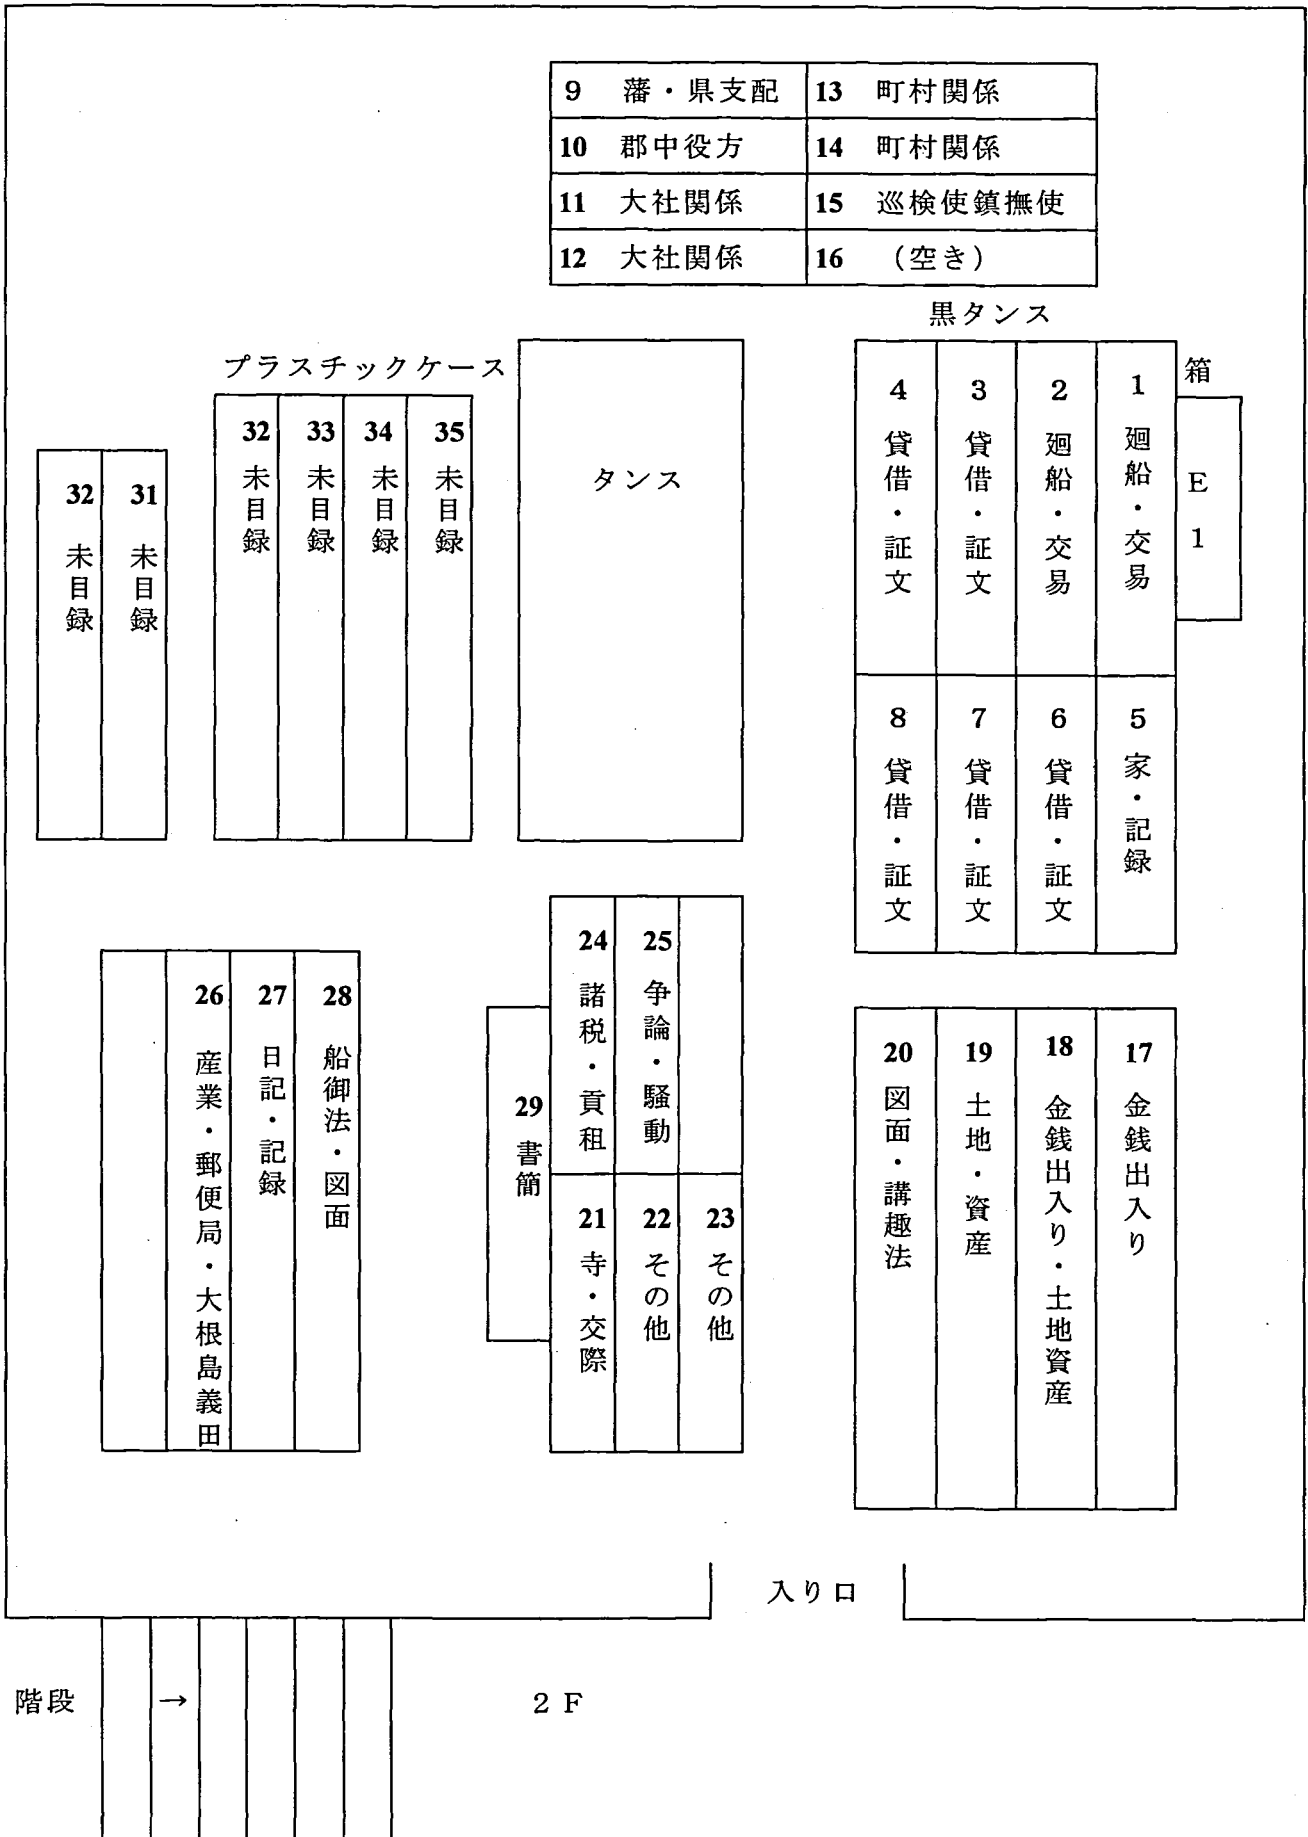 9 藩・県支配
13 町村関係
10 郡中役方
14 町村関係
11 大社関係
15 巡検使鎮撫使
12 大社関係
16 （空き）
黒タンス
箱
E 1
1 廻船・交易
2 廻船・交易
3 貸借・証文
4 貸借・証文
5 家・記録
6 貸借・証文
7 貸借・証文
8 貸借・証文
タンス
プラスチックケース
35 未目録
34 未目録
33 未目録
32 未目録
31 未目録
32 未目録
17 金銭出入り
18 金銭出入り・土地資産
19 土地・資産
20 図面・講趣法
25 争論・騒動
24 諸税・貢租
23 その他
22 その他
21 寺・交際
29 書簡
28 船御法・図面
27 日記・記録
26 産業・郵便局・大根島義田
入り口
階段
→
2F